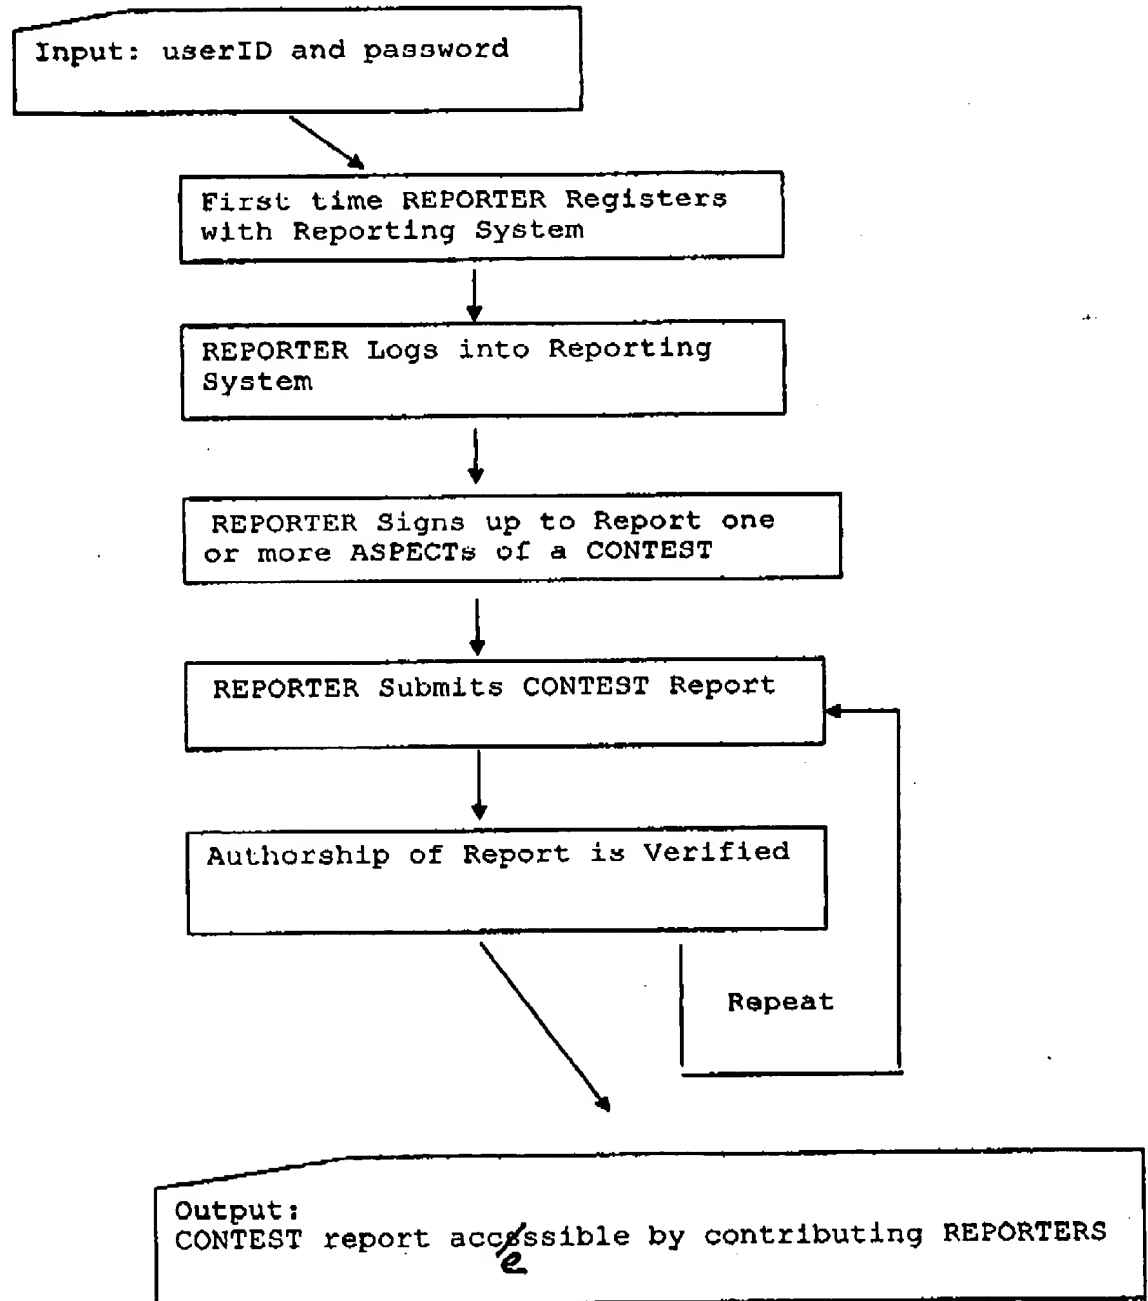 Input: userID and password
First time REPORTER Registers
with Reporting System
REPORTER Logs into Reporting
System
REPORTER Signs up to Report one
or more ASPECTs of a CONTEST
REPORTER Submits CONTEST Report
Authorship of Report is Verified
Repeat
Output:
CONTEST report accessible by contributing REPORTERS
e